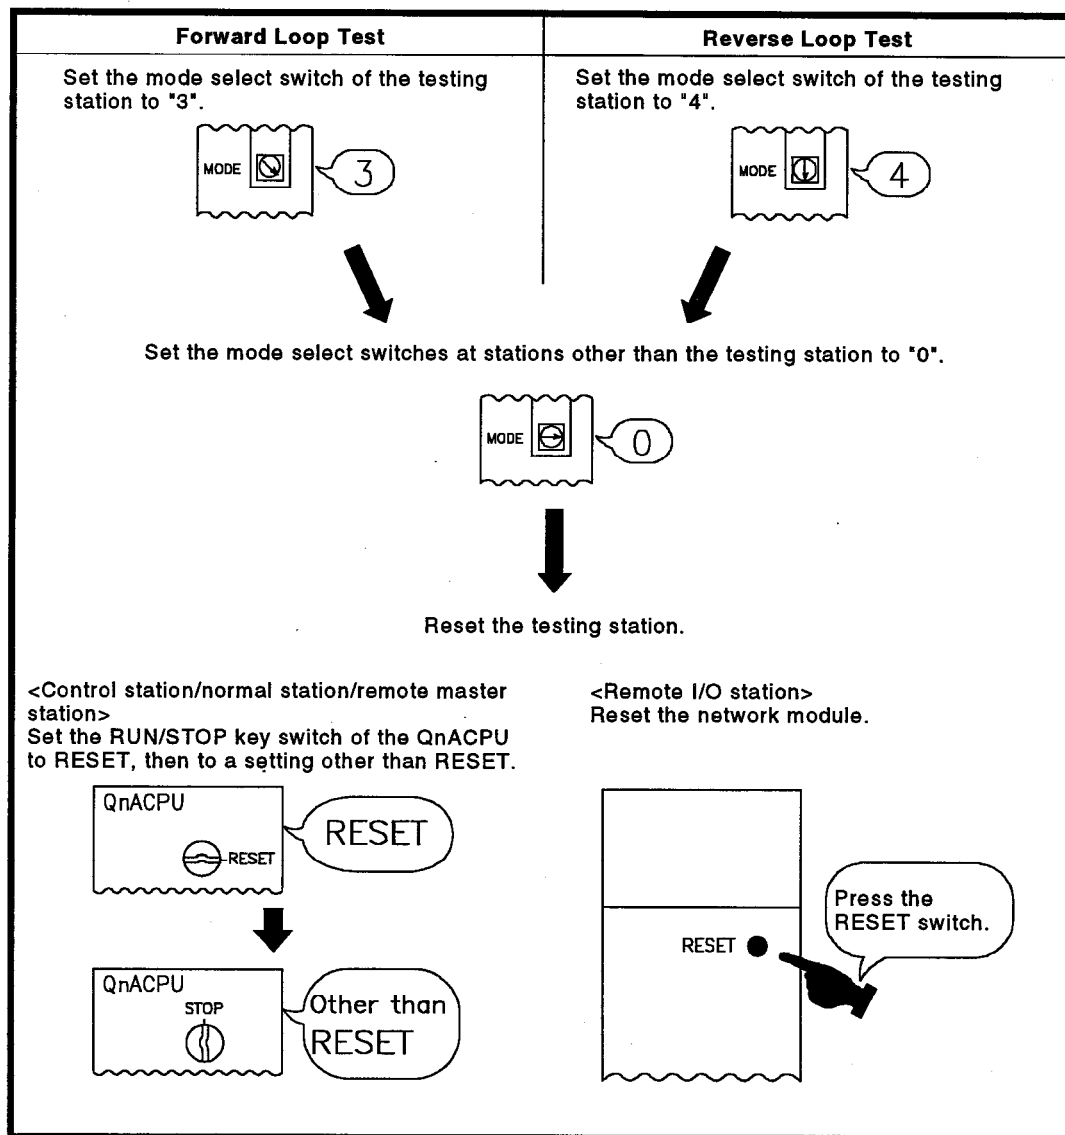 Forward Loop Test
Reverse Loop Test
Set the mode select switch of the testing
station to "3".
MODE
3
Set the mode select switch of the testing
station to "4".
MODE
4
Set the mode select switches at stations other than the testing station to "0".
MODE
0
Reset the testing station.
<Control station/normal station/remote master
station>
Set the RUN/STOP key switch of the QnACPU
to RESET, then to a setting other than RESET.
QnACPU
RESET
RESET
QnACPU
STOP
Other than
RESET
<Remote I/O station>
Reset the network module.
RESET
Press the
RESET switch.